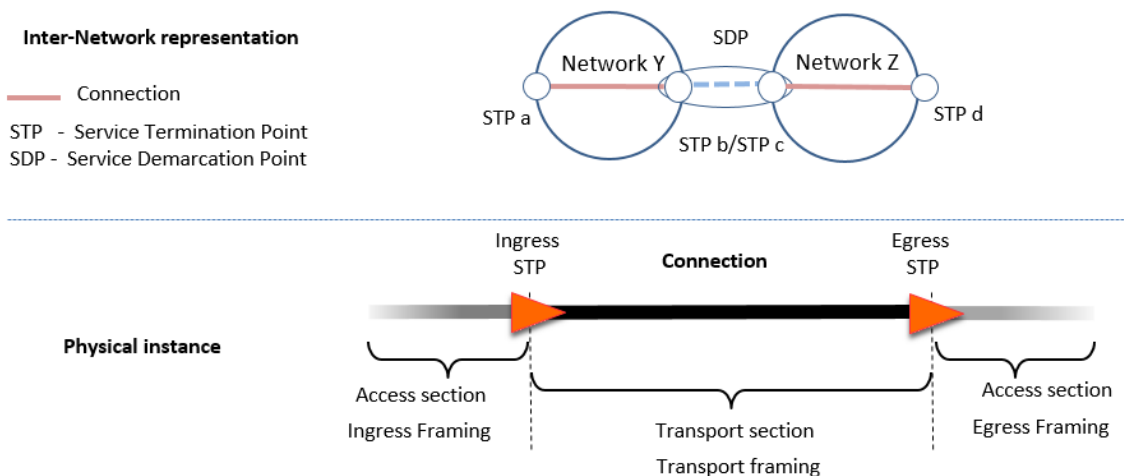 Inter-Network representation
Connection
STP - Service Termination Point
SDP - Service Demarcation Point
SDP
Network Y
Network Z
STP a
STP b/STP c
STP d
Ingress
STP
Connection
Egress
STP
Physical instance
Access section
Ingress Framing
Transport section
Transport framing
Access section
Egress Framing